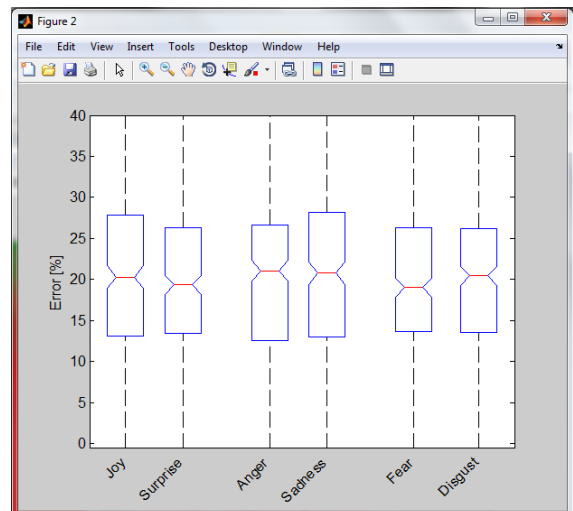 Figure 2
File Edit View Insert Tools Desktop Window Help
40
35
30
25
20
15
10
5
0
Error [%]
Joy Surprise Anger Sadness Fear Disgust